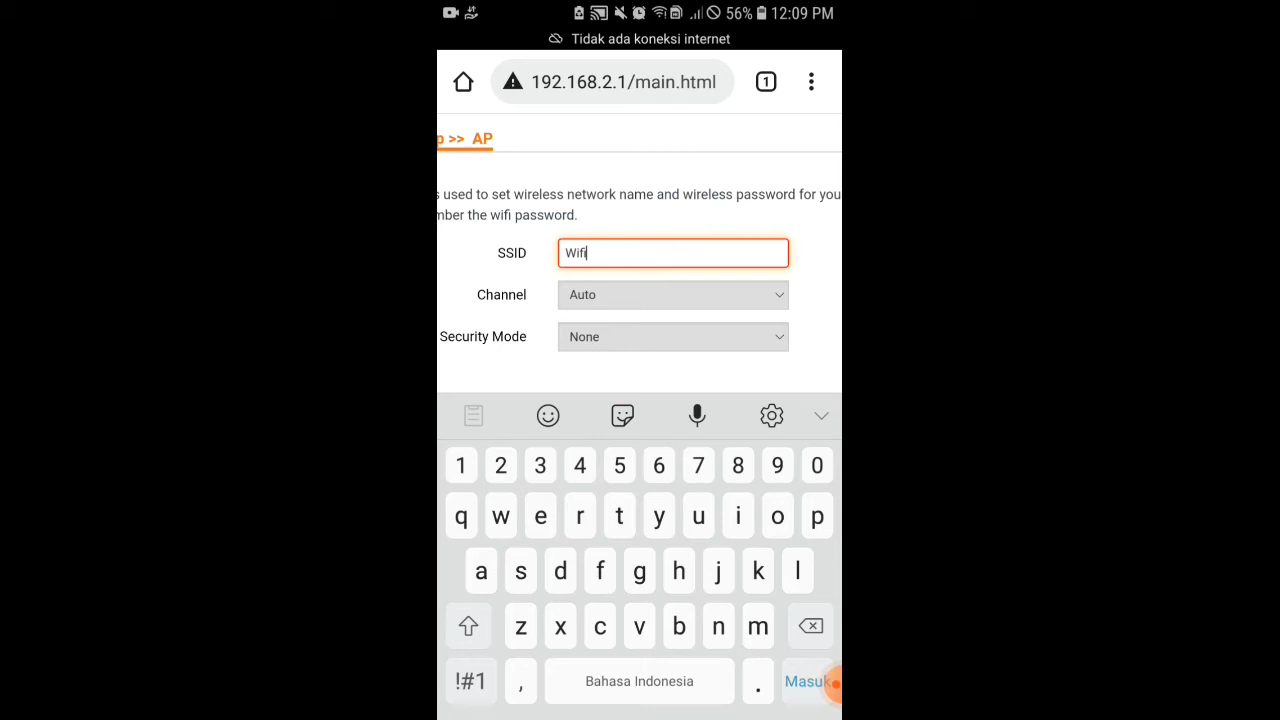 56% 12:09 PM
Tidak ada koneksi internet
192.168.2.1/main.html 1
p >> AP
s used to set wireless network name and wireless password for you
mber the wifi password.
SSID Wifi
Channel Auto
Security Mode None
1 2 3 4 5 6 7 8 9 0
q w e r t y u i o p
a s d f g h j k l
z x c v b n m
!#1 , Bahasa Indonesia . Masuk